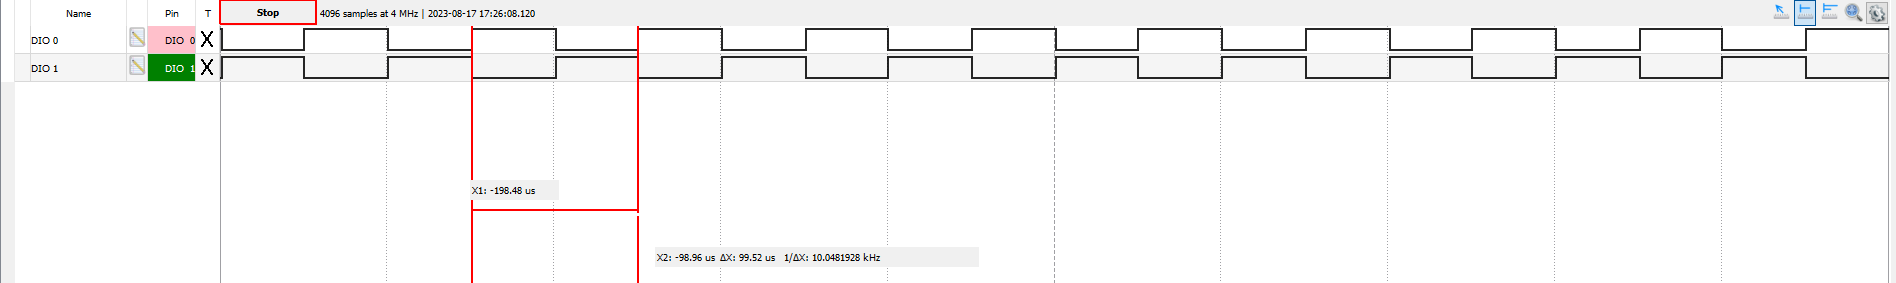 Name Pin T Stop 4096 samples at 4 MHz | 2023-08-17 17:26:08.120
DIO 0 DIO 0 X
DIO 1 DIO 1 X
X1: -198.48 us
X2: -98.96 us ΔX: 99.52 us 1/ΔX: 10.0481928 kHz